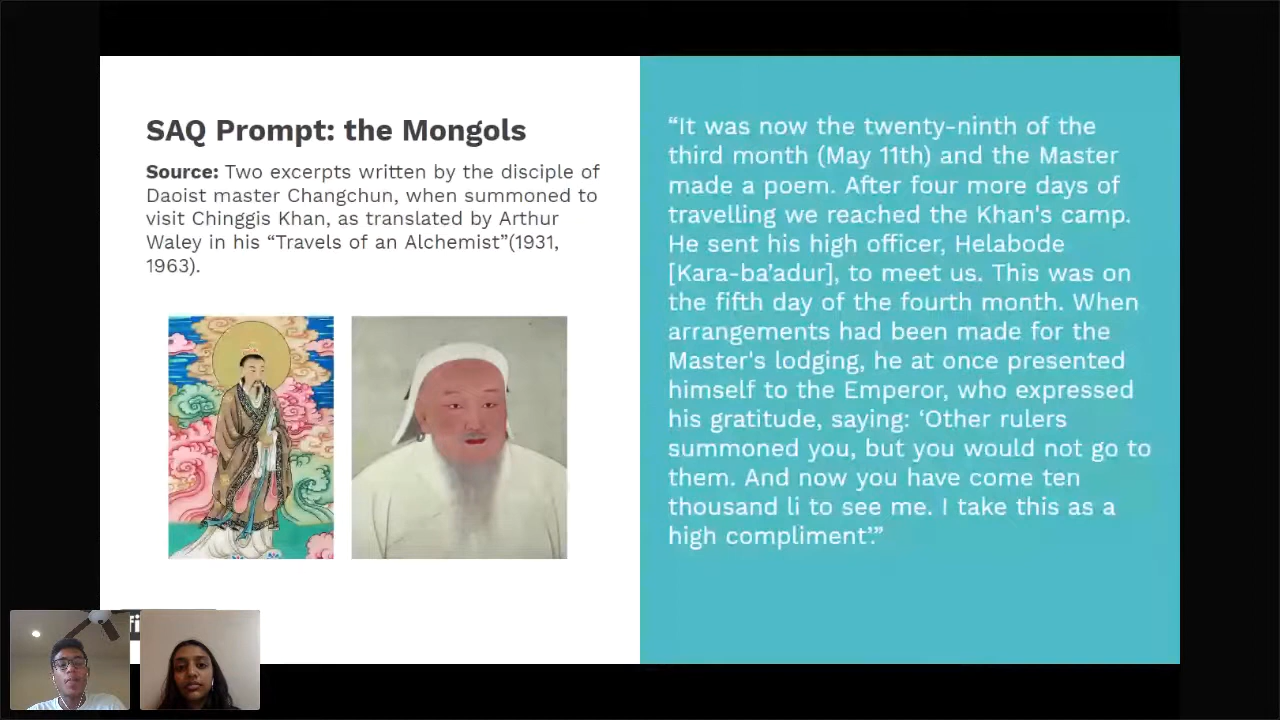 SAQ Prompt: the Mongols
Source: Two excerpts written by the disciple of
Daoist master Changchun, when summoned to
visit Chinggis Khan, as translated by Arthur
Waley in his “Travels of an Alchemist”(1931,
1963).
“It was now the twenty-ninth of the
third month (May 11th) and the Master
made a poem. After four more days of
travelling we reached the Khan's camp.
He sent his high officer, Helabode
[Kara-ba’adur], to meet us. This was on
the fifth day of the fourth month. When
arrangements had been made for the
Master's lodging, he at once presented
himself to the Emperor, who expressed
his gratitude, saying: ‘Other rulers
summoned you, but you would not go to
them. And now you have come ten
thousand li to see me. I take this as a
high compliment’.”